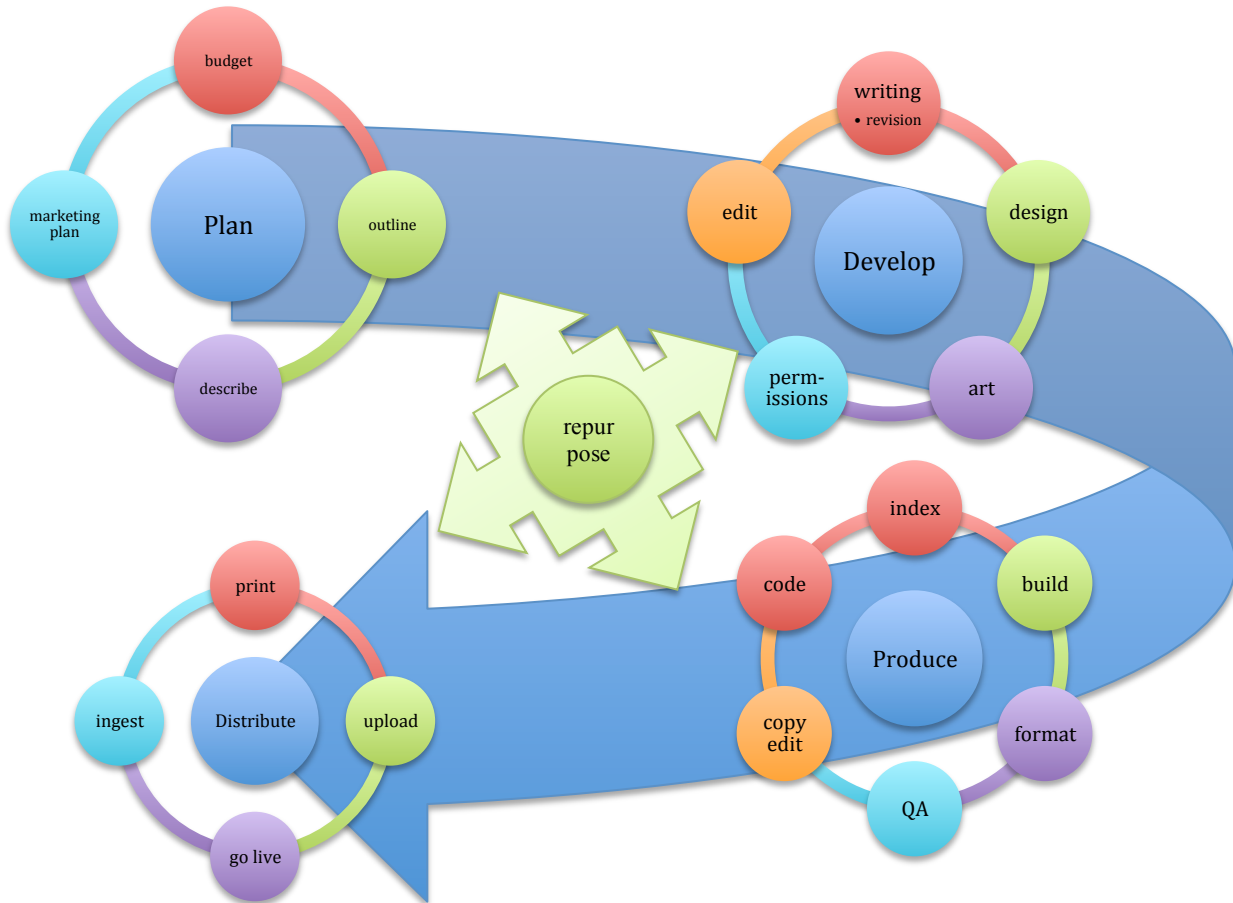 budget
marketing
plan
Plan
outline
describe
writing
• revision
edit
design
Develop
perm-
issions
art
repur
pose
index
code
build
Produce
copy
edit
format
QA
print
ingest
Distribute
upload
go live